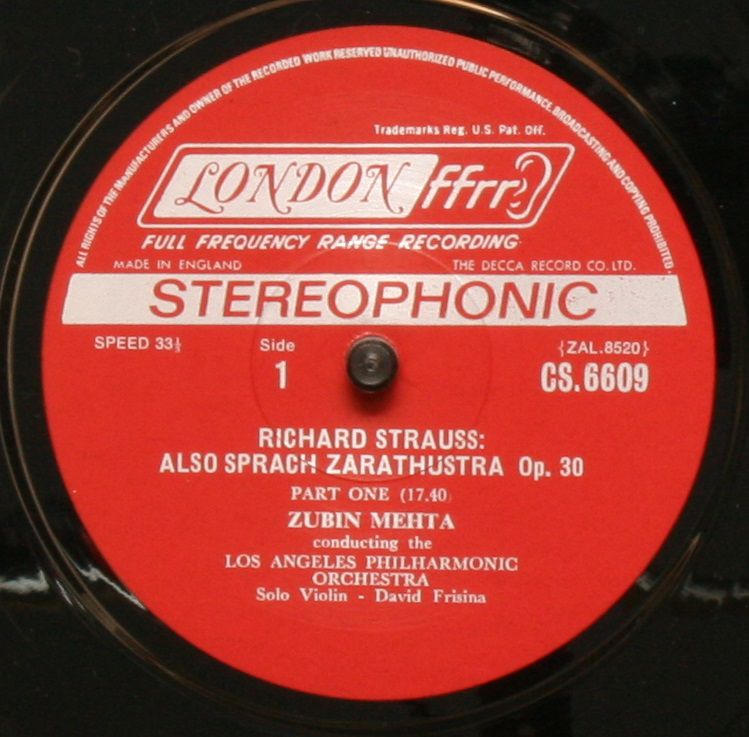 ALL RIGHTS OF THE MANUFACTURERS AND OWNER OF THE RECORDED WORK RESERVED UNAUTHORIZED PUBLIC PERFORMANCE, BROADCASTING AND COPYING PROHIBITED·
Trademarks Reg. U.S. Pat. Off.
LONDON ffrr
FULL FREQUENCY RANGE RECORDING
MADE IN ENGLAND THE DECCA RECORD CO. LTD.
STEREOPHONIC
SPEED 33⅓ Side {ZAL.8520}
1 CS.6609
RICHARD STRAUSS:
ALSO SPRACH ZARATHUSTRA Op. 30
PART ONE (17.40)
ZUBIN MEHTA
conducting the
LOS ANGELES PHILHARMONIC
ORCHESTRA
Solo Violin - David Frisina